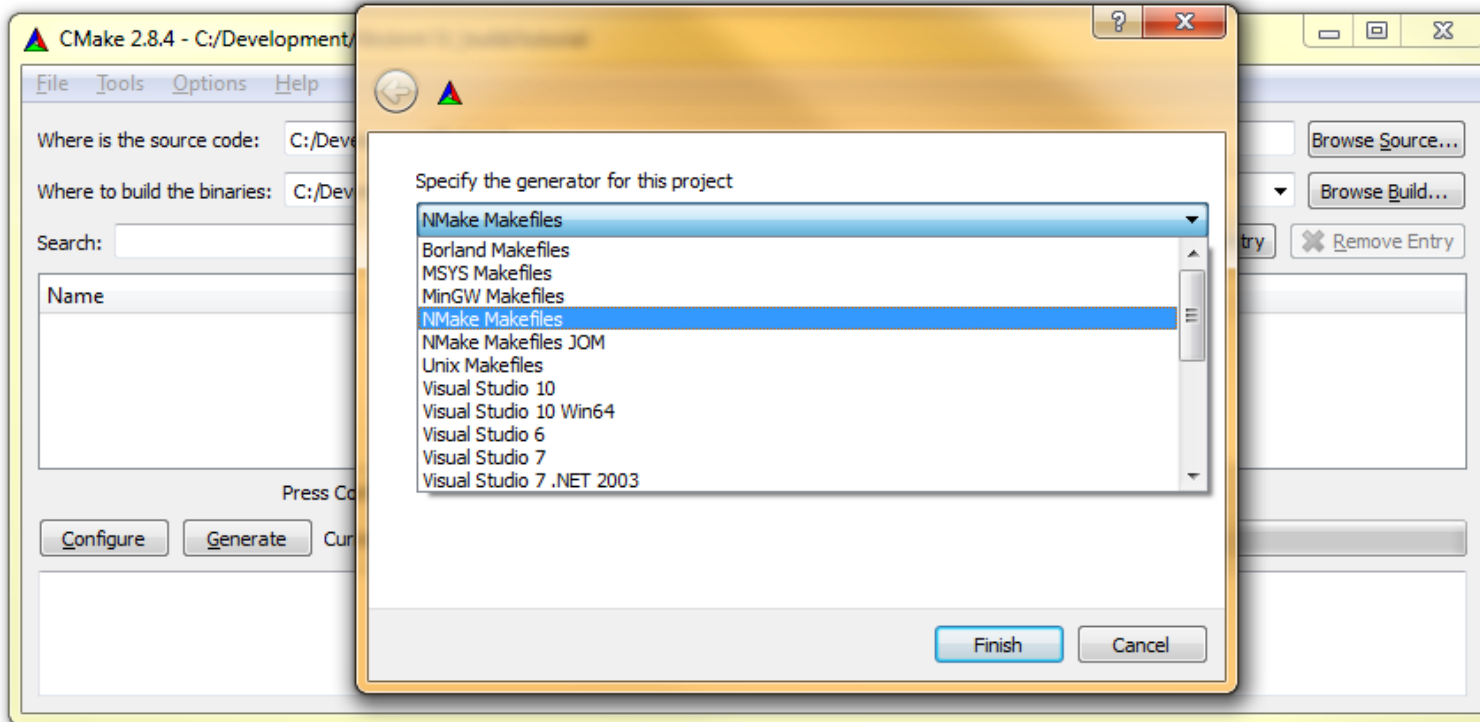 CMake 2.8.4 - C:/Development/
File Tools Options Help
Where is the source code: C:/Deve
Browse Source...
Where to build the binaries: C:/Dev
Browse Build...
Search:
try
Remove Entry
Name
Press Co
Configure
Generate
Cur
Specify the generator for this project
NMake Makefiles
Borland Makefiles
MSYS Makefiles
MinGW Makefiles
NMake Makefiles
NMake Makefiles JOM
Unix Makefiles
Visual Studio 10
Visual Studio 10 Win64
Visual Studio 6
Visual Studio 7
Visual Studio 7 .NET 2003
Finish
Cancel